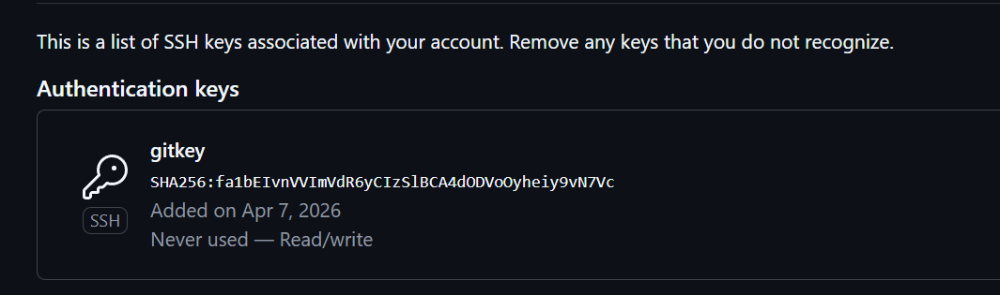 This is a list of SSH keys associated with your account. Remove any keys that you do not recognize.
Authentication keys
gitkey
SHA256:fa1bEIvnVVImVdR6yCIzSlBCA4dODVoOyheiy9vN7Vc
SSH
Added on Apr 7, 2026
Never used — Read/write